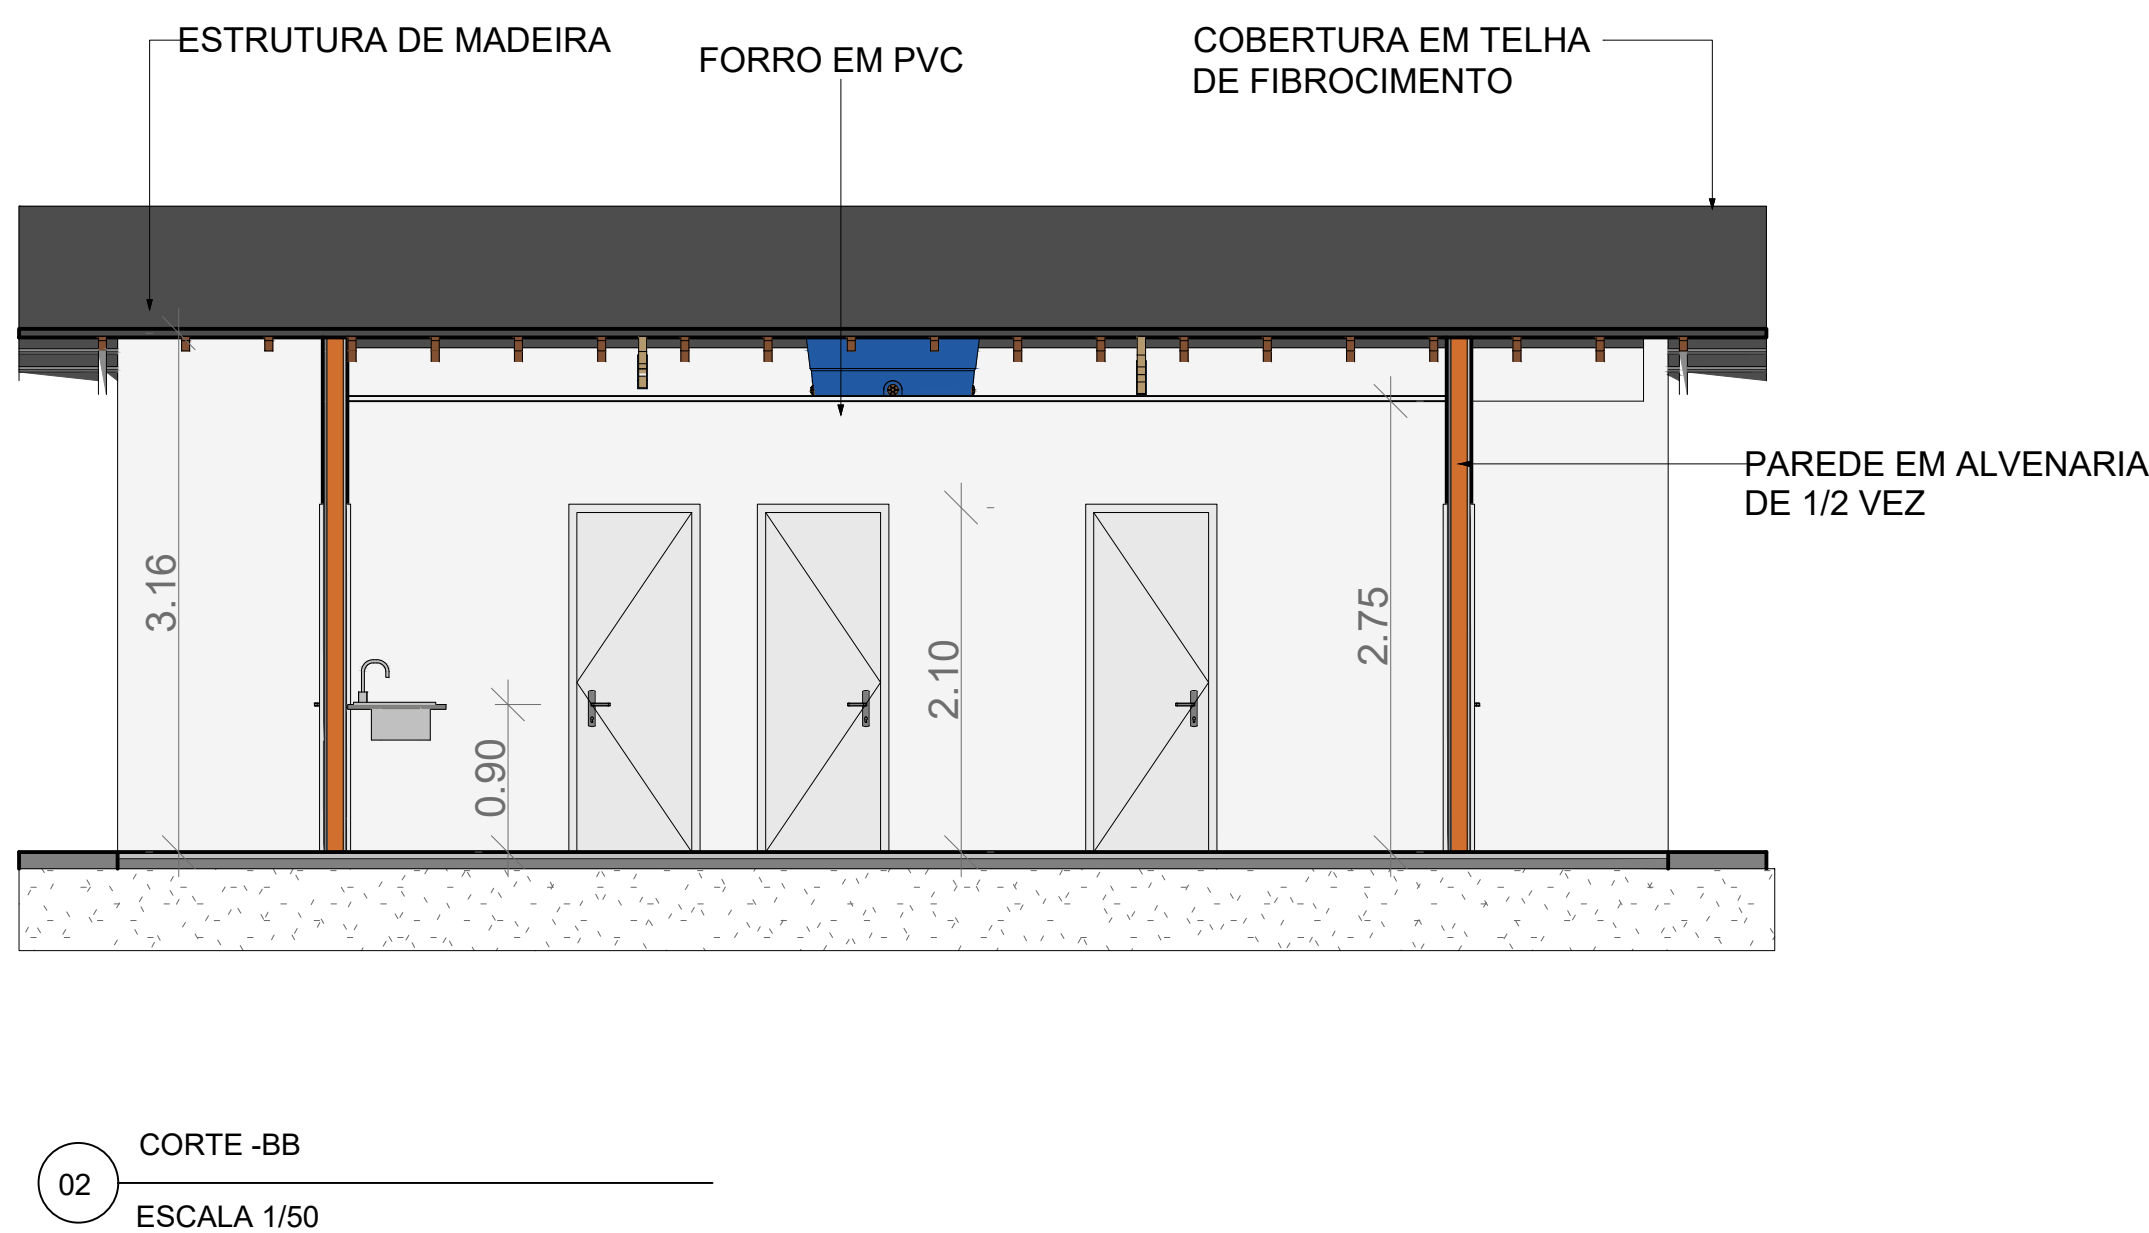 ESTRUTURA DE MADEIRA
FORRO EM PVC
COBERTURA EM TELHA
DE FIBROCIMENTO
PAREDE EM ALVENARIA
DE 1/2 VEZ
3.16
0.90
2.10
2.75
CORTE -BB
02
ESCALA 1/50